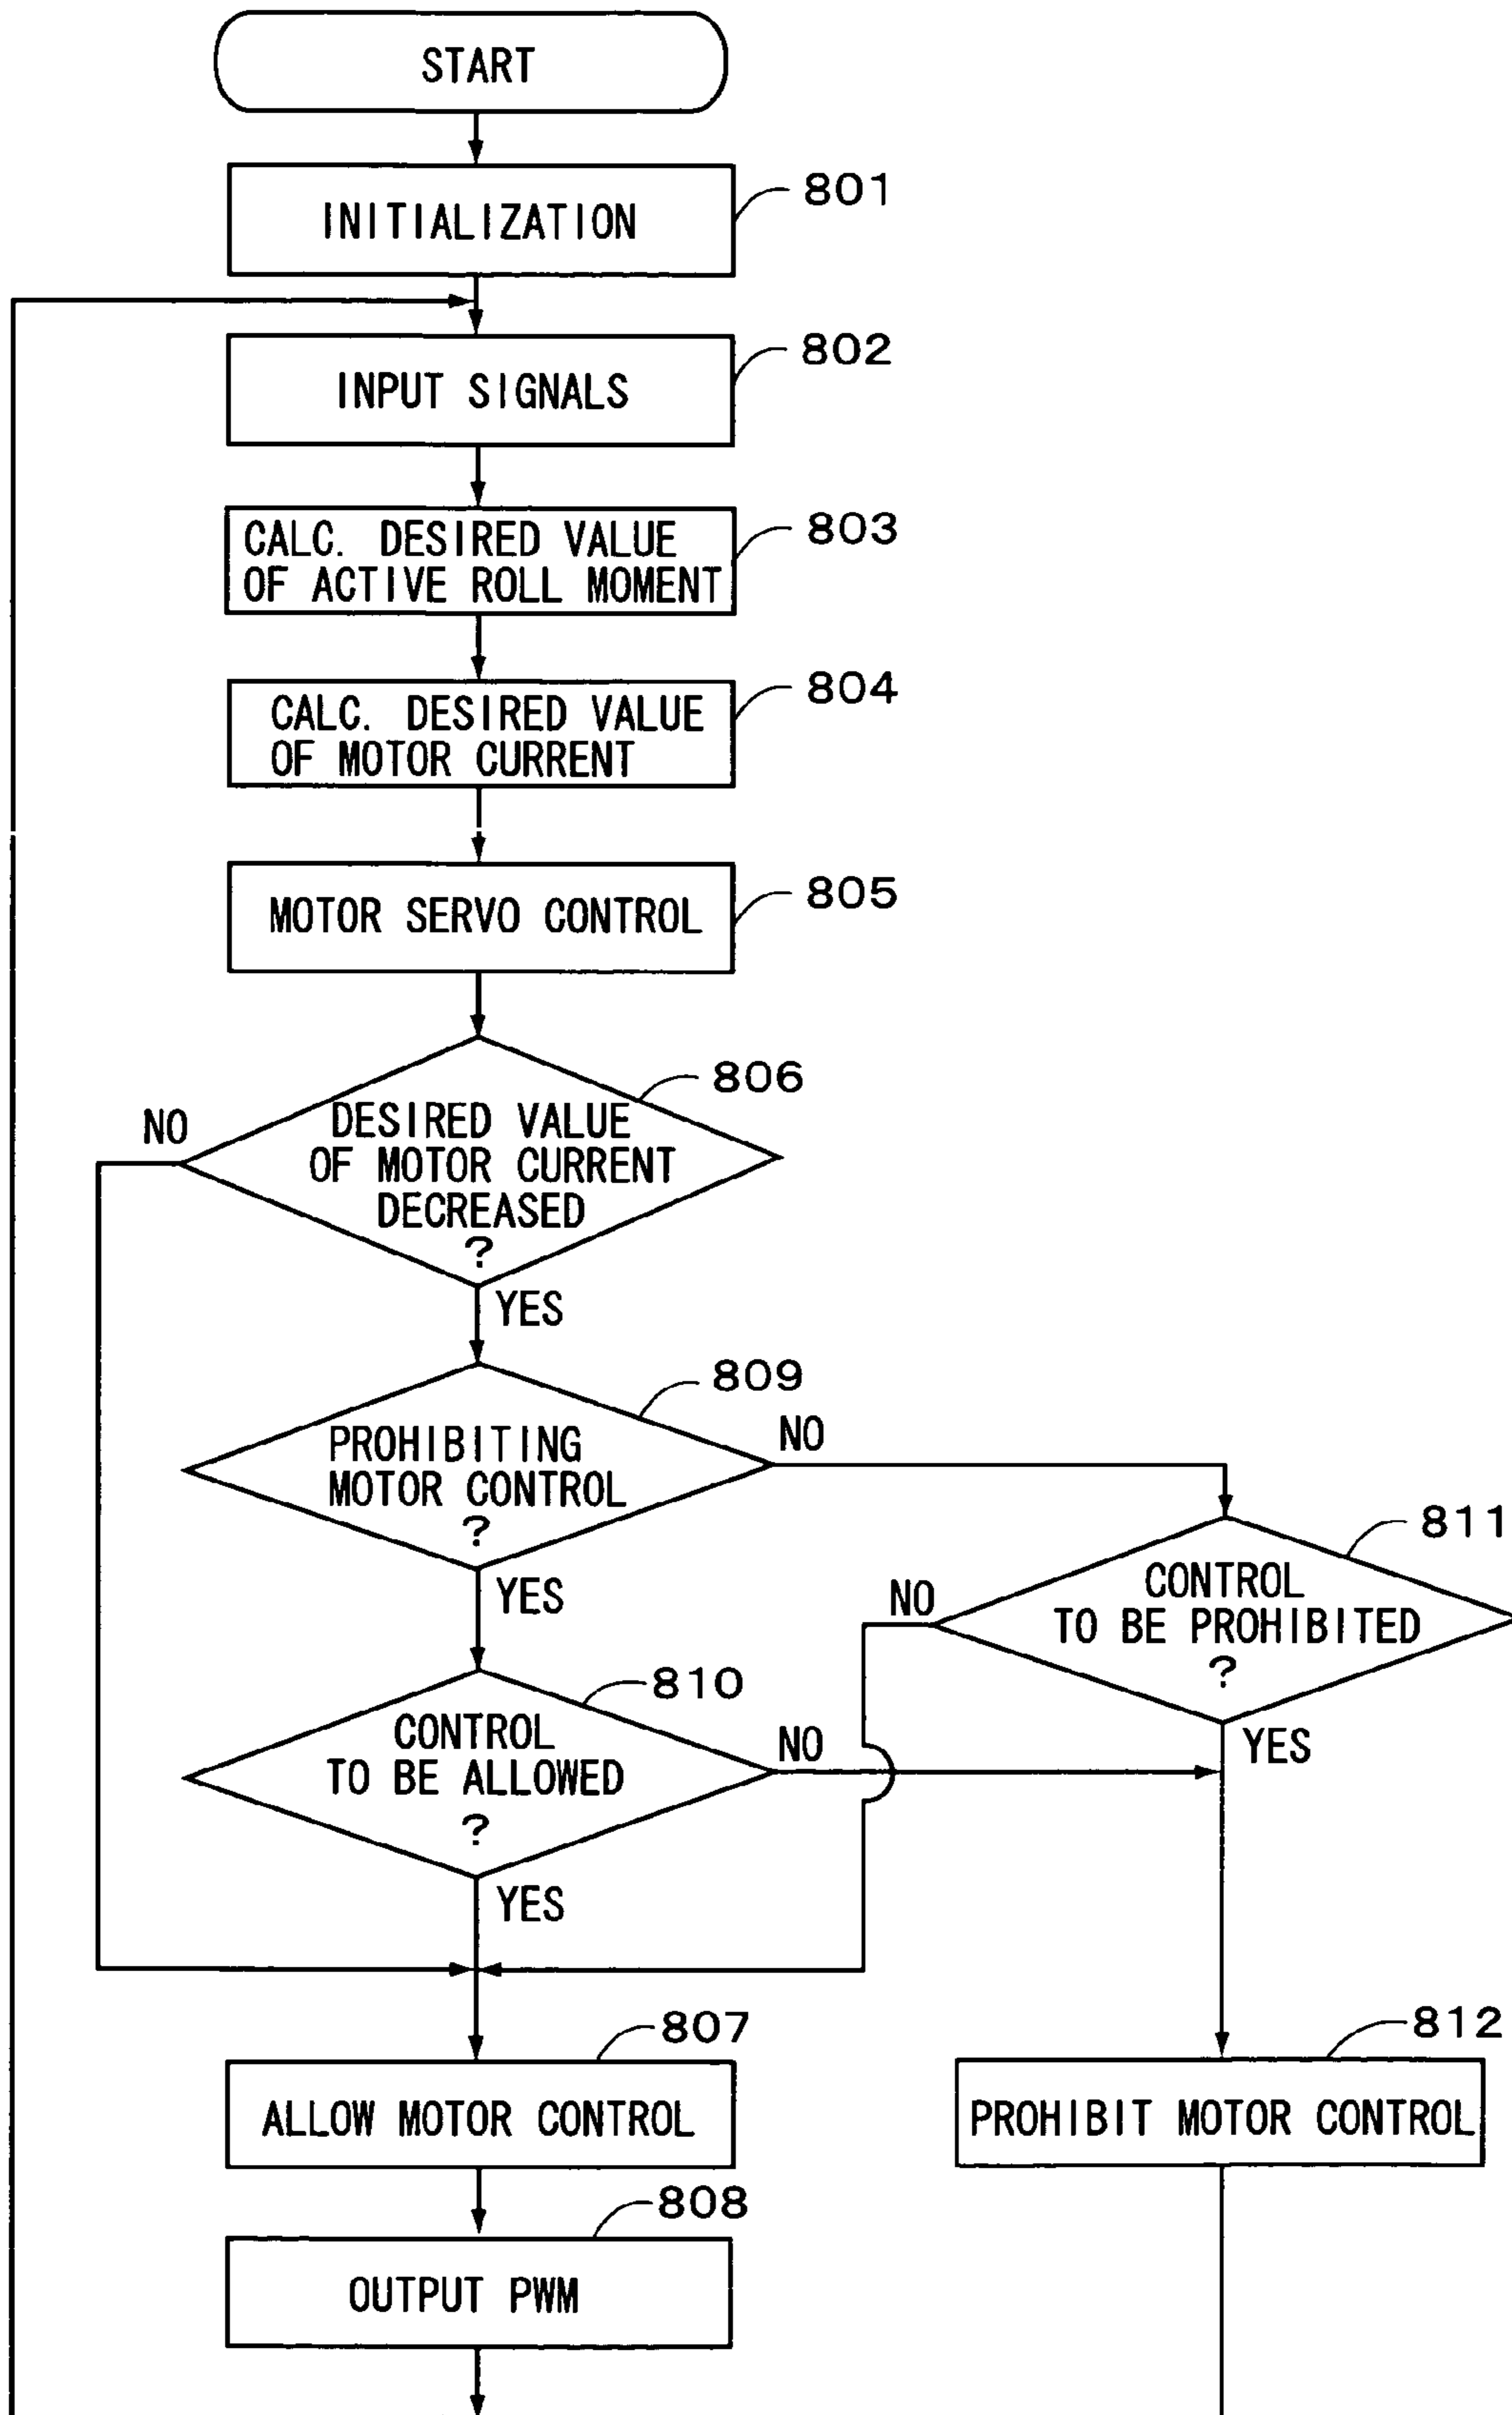 START
INITIALIZATION
801
INPUT SIGNALS
802
CALC. DESIRED VALUE
OF ACTIVE ROLL MOMENT
803
CALC. DESIRED VALUE
OF MOTOR CURRENT
804
MOTOR SERVO CONTROL
805
806
NO
DESIRED VALUE
OF MOTOR CURRENT
DECREASED
?
YES
809
NO
PROHIBITING
MOTOR CONTROL
?
YES
811
CONTROL
TO BE PROHIBITED
?
NO
YES
810
CONTROL
TO BE ALLOWED
?
NO
YES
807
ALLOW MOTOR CONTROL
812
PROHIBIT MOTOR CONTROL
808
OUTPUT PWM